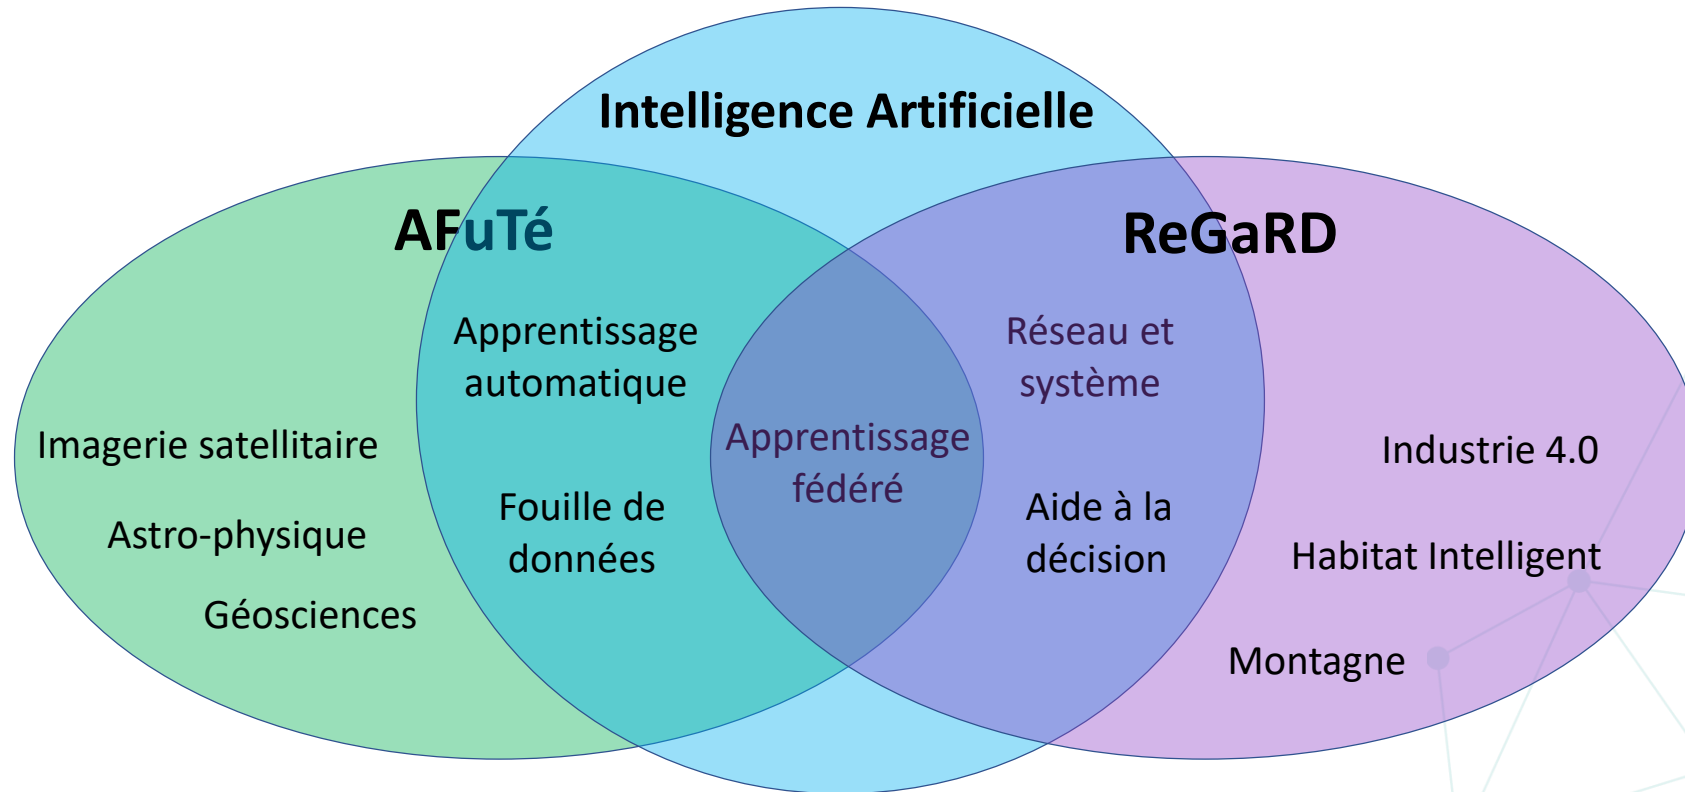 Intelligence Artificielle
AFuTé
ReGaRD
Apprentissage
automatique
Réseau et
système
Imagerie satellitaire
Apprentissage
fédéré
Industrie 4.0
Astro-physique
Fouille de
données
Aide à la
décision
Habitat Intelligent
Géosciences
Montagne